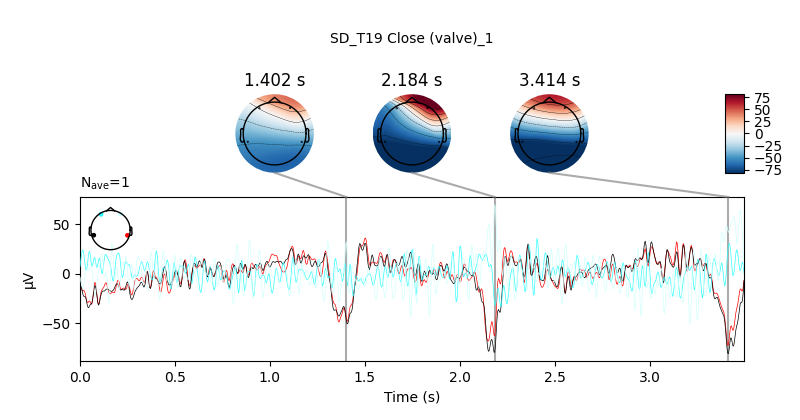 SD_T19 Close (valve)_1
1.402 s 2.184 s 3.414 s
75
50
25
0
−25
−50
−75
Nave=1
50
0
−50
μV
0.0 0.5 1.0 1.5 2.0 2.5 3.0
Time (s)